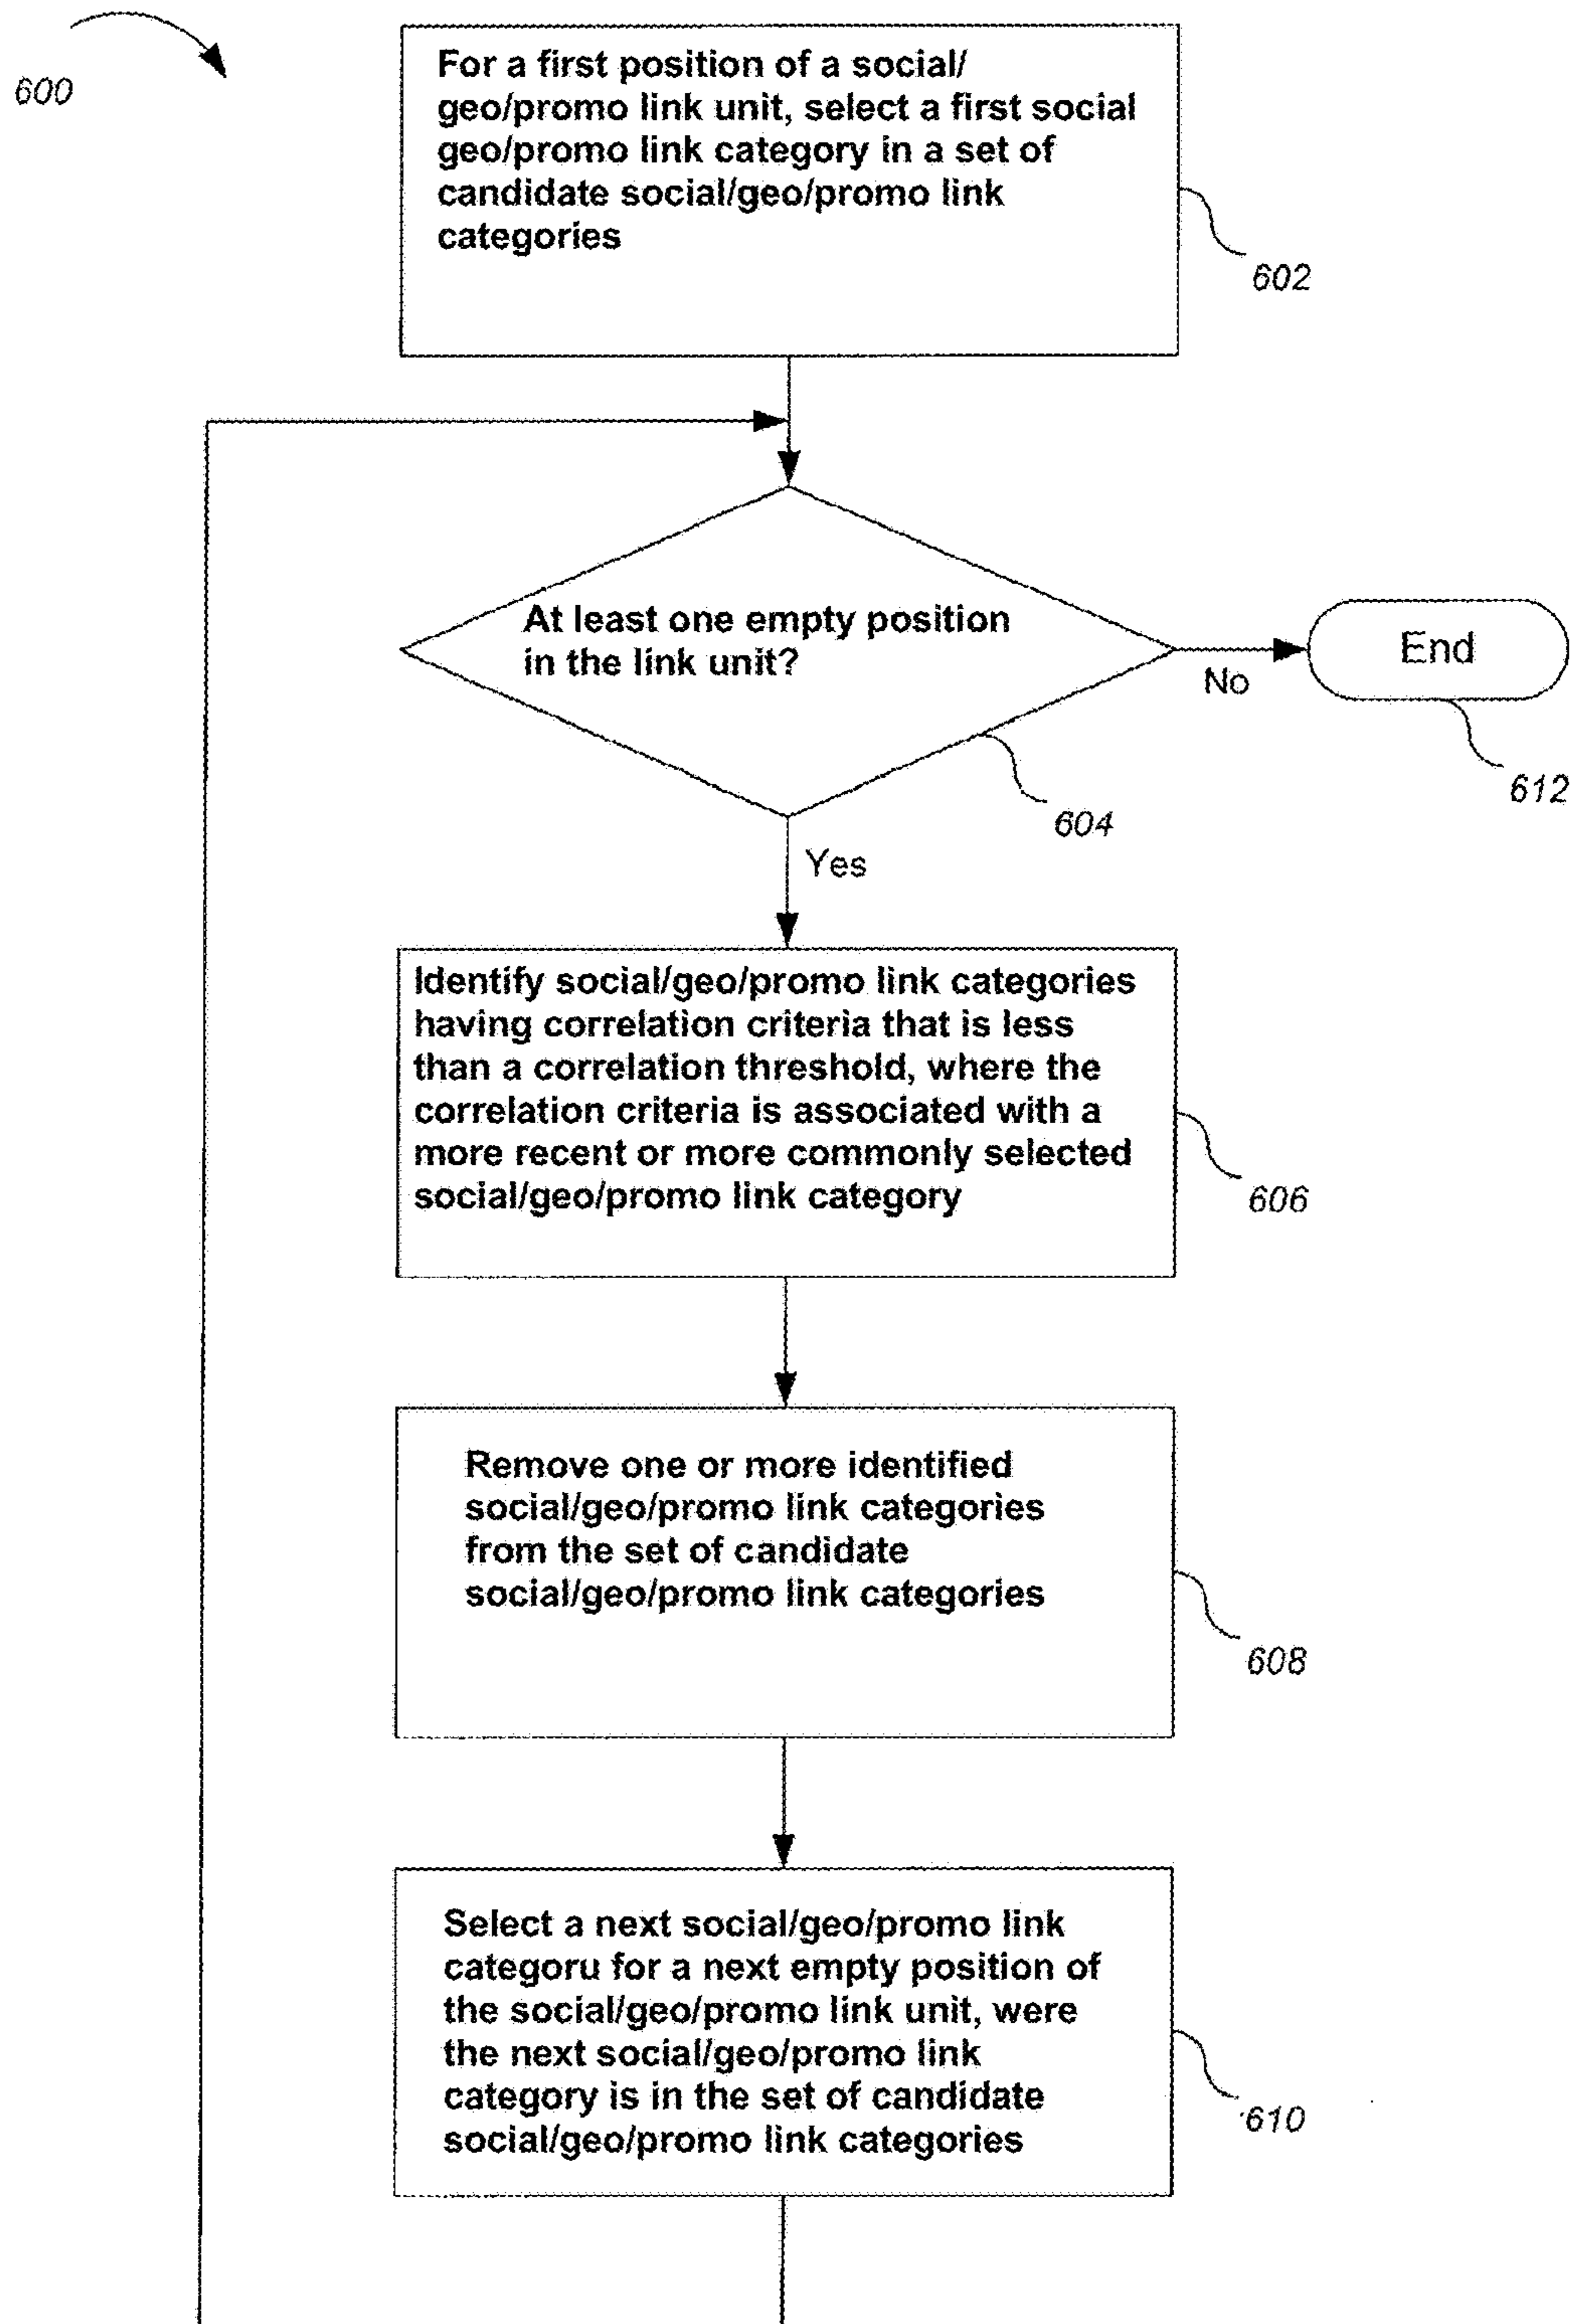 600
For a first position of a social/
geo/promo link unit, select a first social
geo/promo link category in a set of
candidate social/geo/promo link
categories
602
At least one empty position
in the link unit?
No
End
612
604
Yes
Identify social/geo/promo link categories
having correlation criteria that is less
than a correlation threshold, where the
correlation criteria is associated with a
more recent or more commonly selected
social/geo/promo link category
606
Remove one or more identified
social/geo/promo link categories
from the set of candidate
social/geo/promo link categories
608
Select a next social/geo/promo link
categoru for a next empty position of
the social/geo/promo link unit, were
the next social/geo/promo link
category is in the set of candidate
social/geo/promo link categories
610